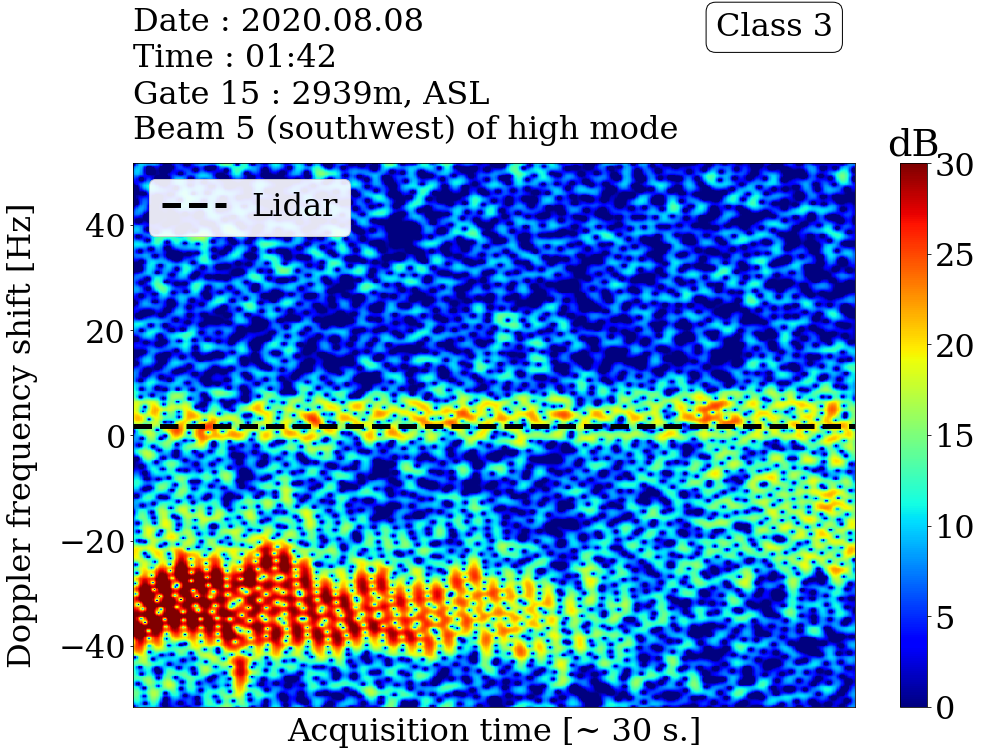 Date : 2020.08.08
Time : 01:42
Gate 15 : 2939m, ASL
Beam 5 (southwest) of high mode
Class 3
dB
Lidar
Doppler frequency shift [Hz]
40
20
0
−20
−40
30
25
20
15
10
5
0
Acquisition time [~ 30 s.]